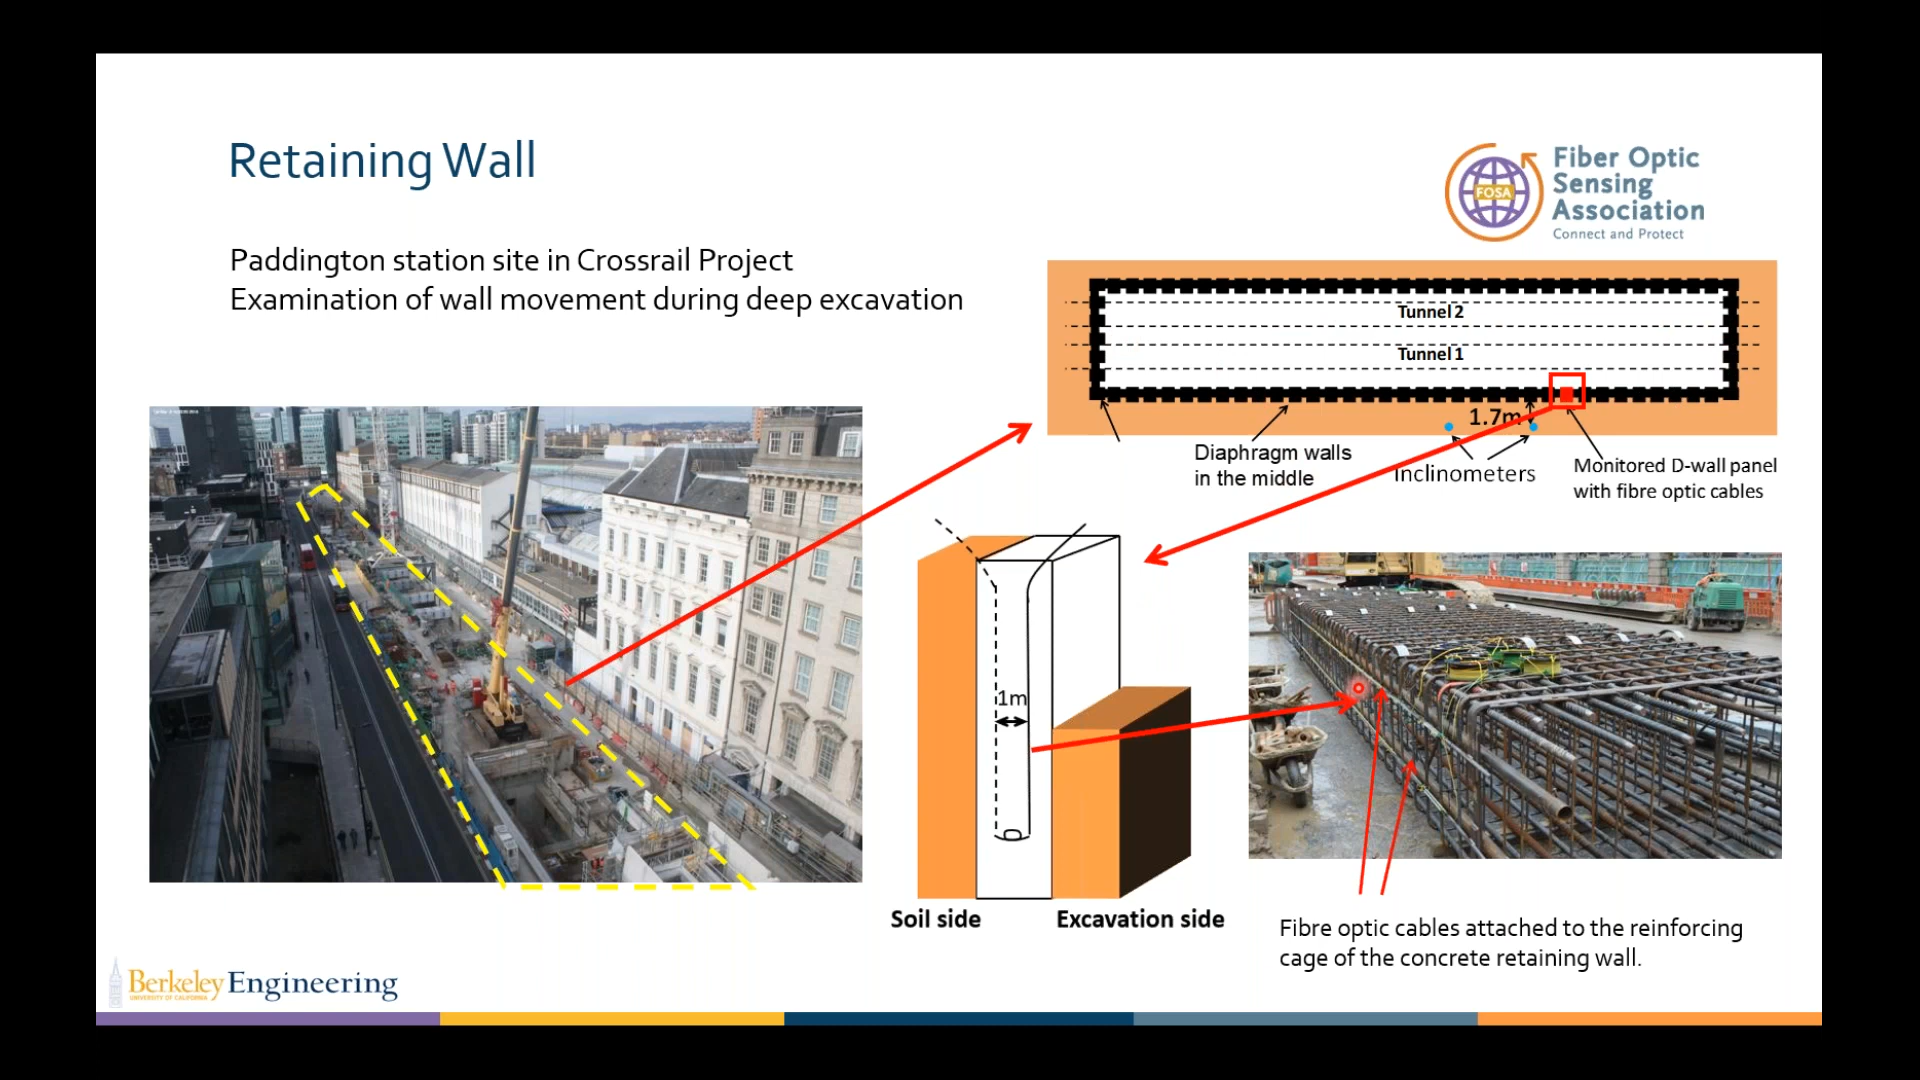 Retaining Wall
FOSA
Fiber Optic
Sensing
Association
Connect and Protect
Paddington station site in Crossrail Project
Examination of wall movement during deep excavation
Tunnel 2
Tunnel 1
1.7m
Diaphragm walls
in the middle
Inclinometers
Monitored D-wall panel
with fibre optic cables
1m
Soil side
Excavation side
Fibre optic cables attached to the reinforcing
cage of the concrete retaining wall.
Berkeley Engineering
UNIVERSITY OF CALIFORNIA